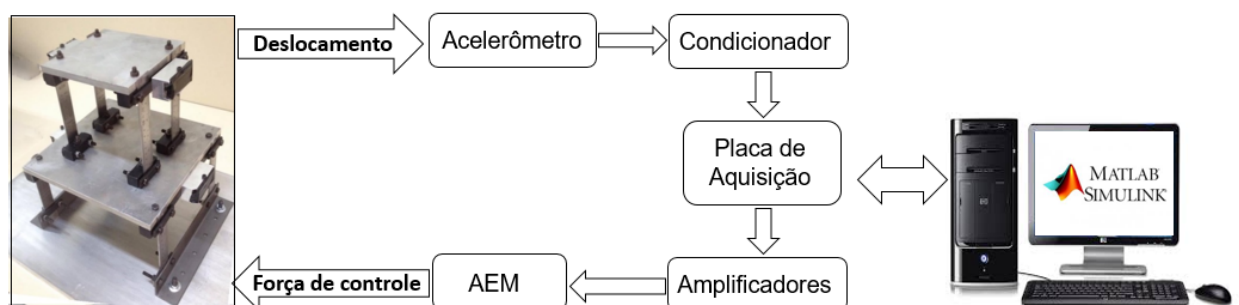 Deslocamento
Acelerômetro
Condicionador
Placa de
Aquisição
MATLAB
SIMULINK
Força de controle
AEM
Amplificadores